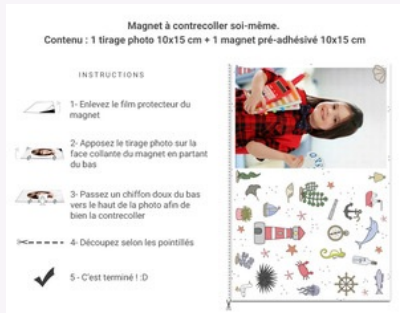 Magnet à contrecoller soi-même.
Contenu : 1 tirage photo 10x15 cm + 1 magnet pré-adhésivé 10x15 cm
INSTRUCTIONS
1- Enlevez le film protecteur du
magnet
2- Apposez le tirage photo sur la
face collante du magnet en partant
du bas
3- Passez un chiffon doux du bas
vers le haut de la photo afin de
bien la contrecoller
4- Découpez selon les pointillés
5 - C'est terminé ! :D